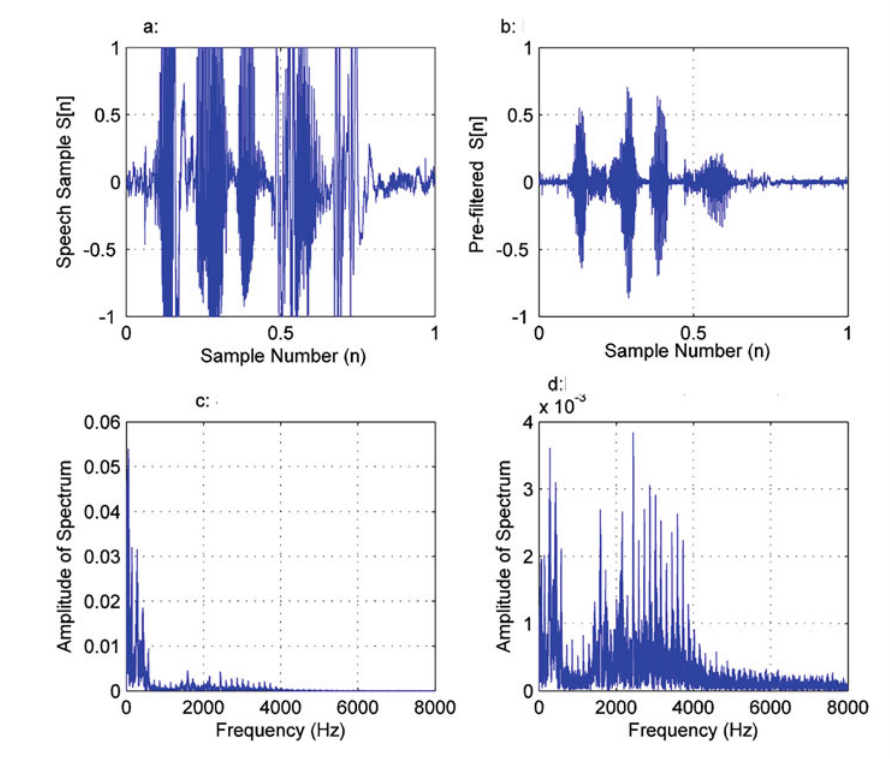 a:
b:
1
0.5
0
-0.5
-1
Speech Sample S[n]
0 0.5 1
Sample Number (n)
1
0.5
0
-0.5
-1
Pre-filtered S[n]
0 0.5 1
Sample Number (n)
c:
d:
0.06
0.05
0.04
0.03
0.02
0.01
0
Amplitude of Spectrum
0 2000 4000 6000 8000
Frequency (Hz)
x 10⁻³
4
3
2
1
0
Amplitude of Spectrum
0 2000 4000 6000 8000
Frequency (Hz)